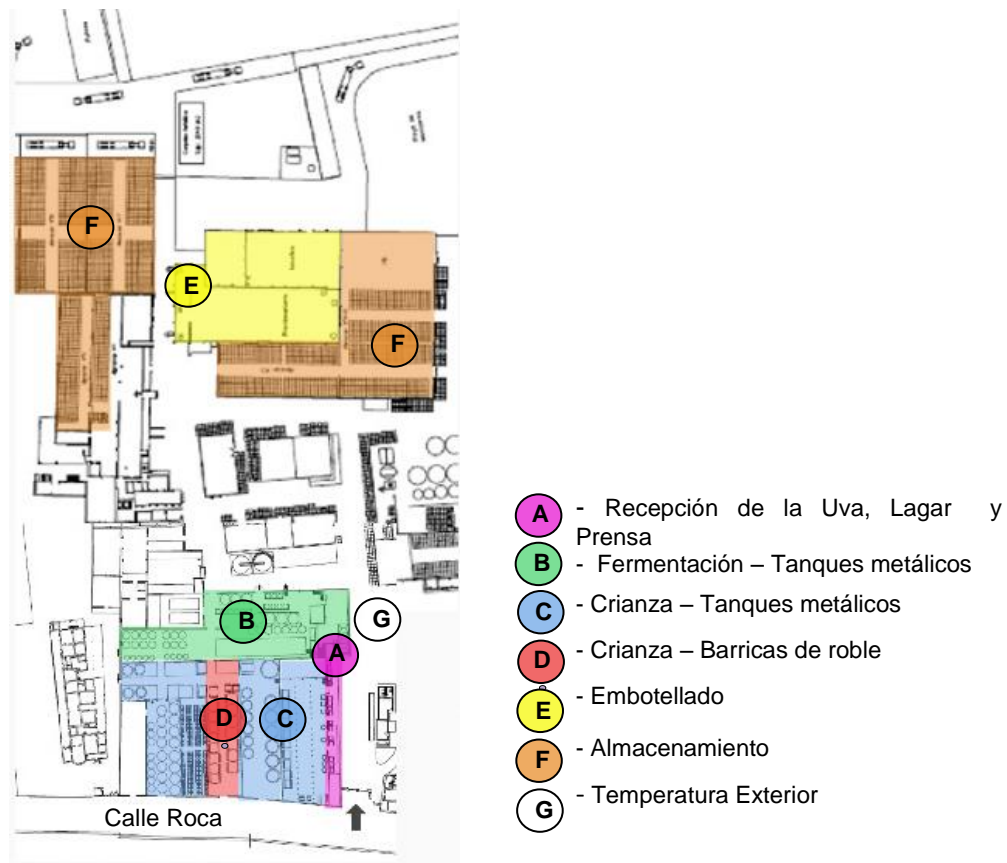 F
E
F
B
G
A
D
C
Calle Roca
A - Recepción de la Uva, Lagar y
Prensa
B - Fermentación – Tanques metálicos
C - Crianza – Tanques metálicos
D - Crianza – Barricas de roble
E - Embotellado
F - Almacenamiento
G - Temperatura Exterior